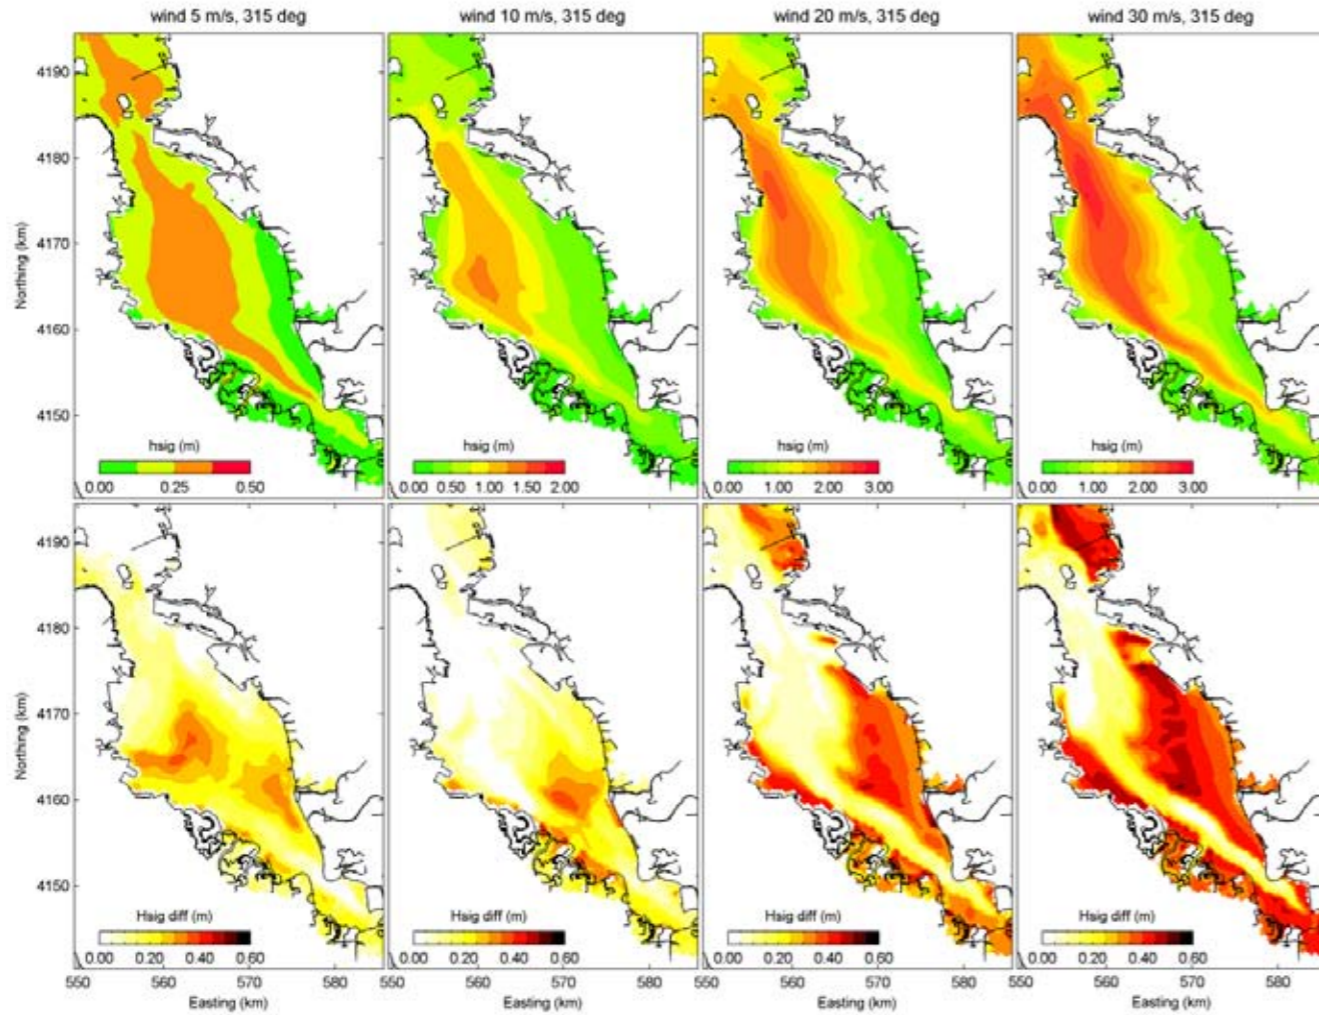 wind 5 m/s, 315 deg
wind 10 m/s, 315 deg
wind 20 m/s, 315 deg
wind 30 m/s, 315 deg
4190
4180
4170
4160
4150
Northing (km)
hsig (m)
0.00 0.25 0.50
hsig (m)
0.00 0.50 1.00 1.50 2.00
hsig (m)
0.00 1.00 2.00 3.00
hsig (m)
0.00 1.00 2.00 3.00
4190
4180
4170
4160
4150
Northing (km)
Hsig diff (m)
0.00 0.20 0.40 0.60
Hsig diff (m)
0.00 0.20 0.40 0.60
Hsig diff (m)
0.00 0.20 0.40 0.60
Hsig diff (m)
0.00 0.20 0.40 0.60
550 560 570 580
550 560 570 580
550 560 570 580
550 560 570 580
Easting (km)
Easting (km)
Easting (km)
Easting (km)